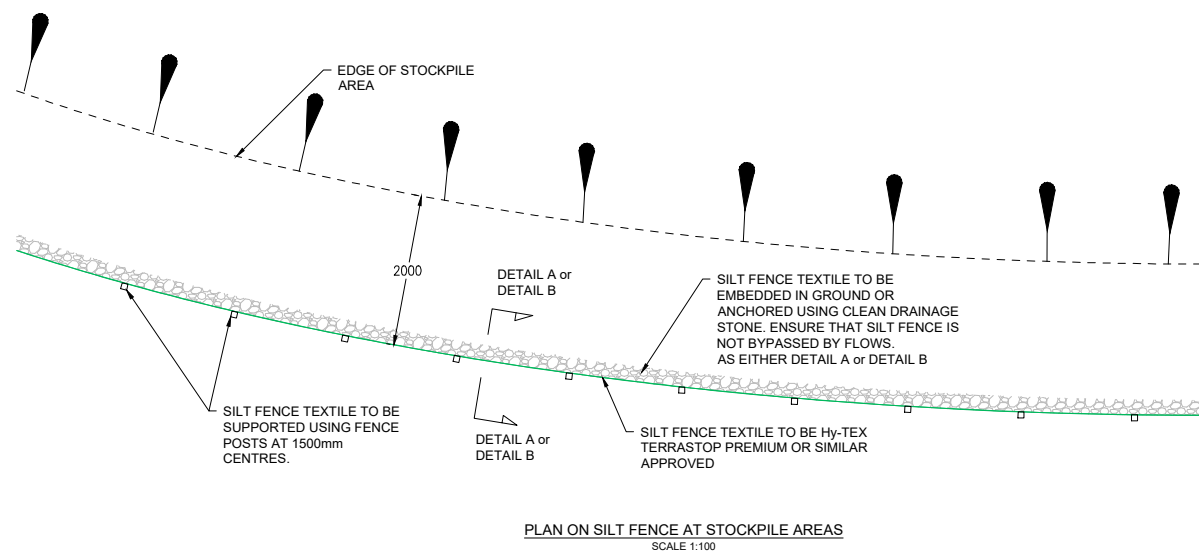 EDGE OF STOCKPILE
AREA
2000
DETAIL A or
DETAIL B
SILT FENCE TEXTILE TO BE
EMBEDDED IN GROUND OR
ANCHORED USING CLEAN DRAINAGE
STONE. ENSURE THAT SILT FENCE IS
NOT BYPASSED BY FLOWS.
AS EITHER DETAIL A or DETAIL B
SILT FENCE TEXTILE TO BE
SUPPORTED USING FENCE
POSTS AT 1500mm
CENTRES.
DETAIL A or
DETAIL B
SILT FENCE TEXTILE TO BE Hy-TEX
TERRASTOP PREMIUM OR SIMILAR
APPROVED
PLAN ON SILT FENCE AT STOCKPILE AREAS
SCALE 1:100